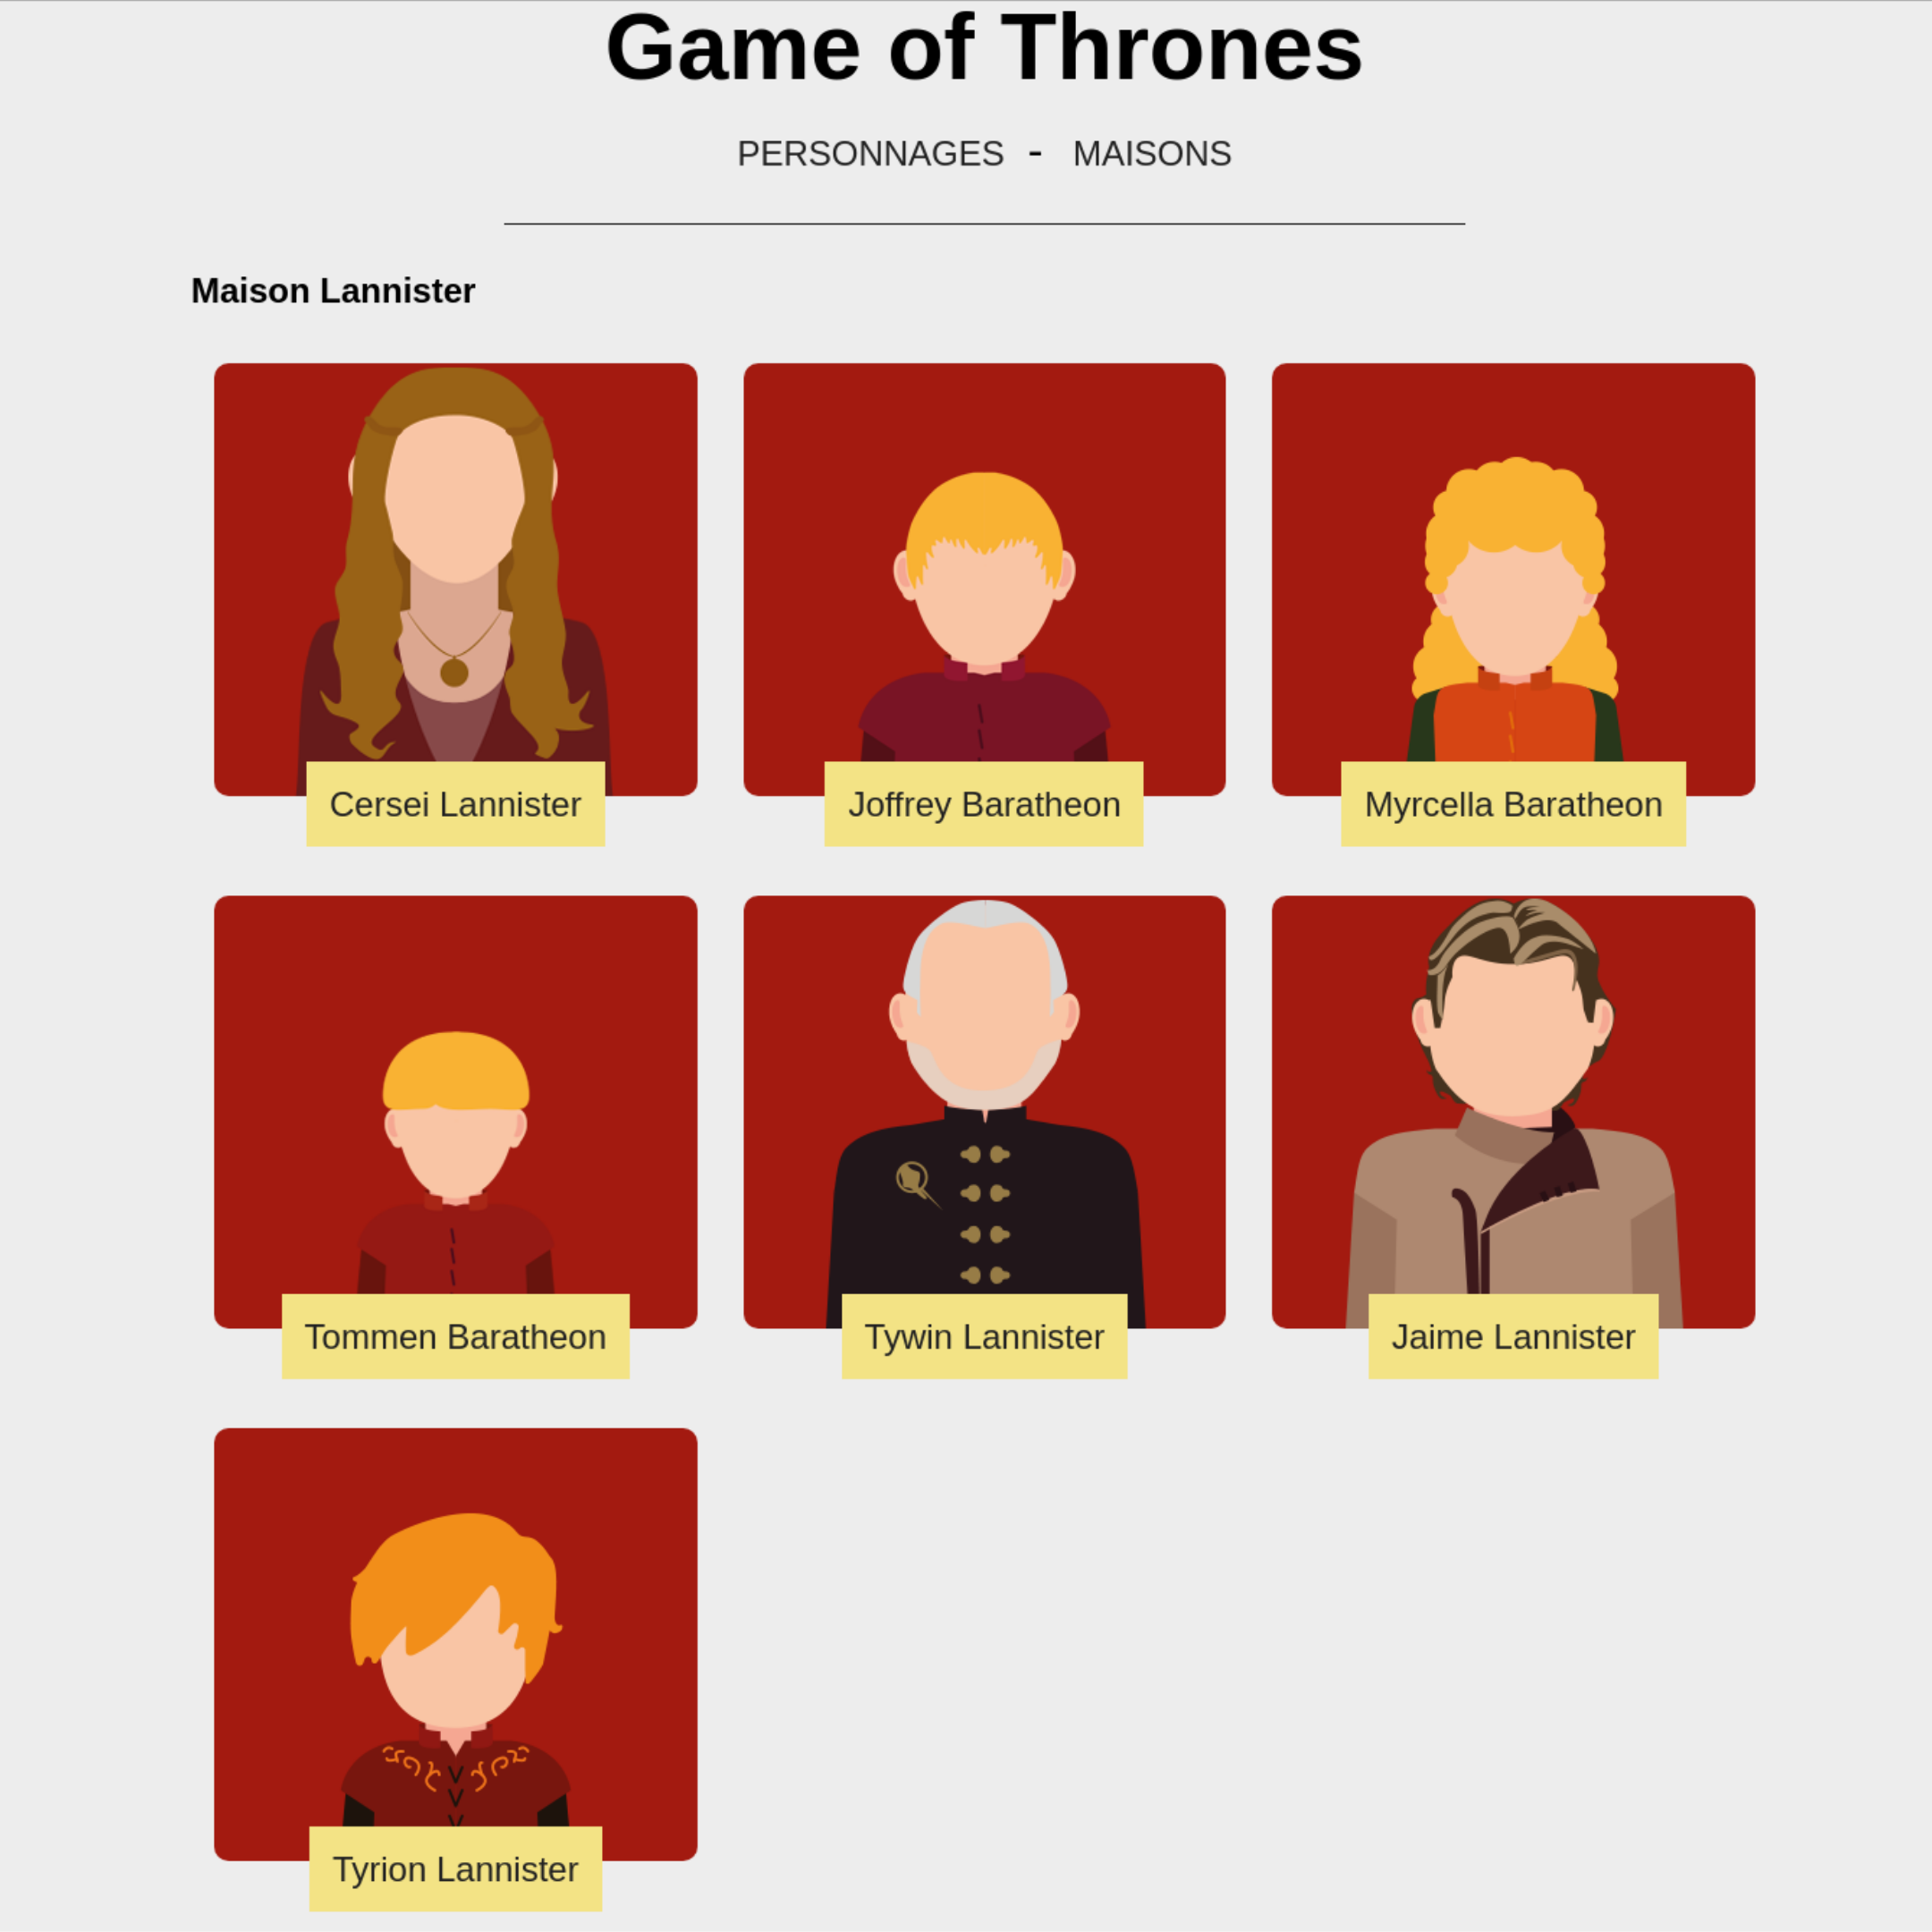 Game of Thrones
PERSONNAGES - MAISONS
Maison Lannister
Cersei Lannister
Joffrey Baratheon
Myrcella Baratheon
Tommen Baratheon
Tywin Lannister
Jaime Lannister
Tyrion Lannister